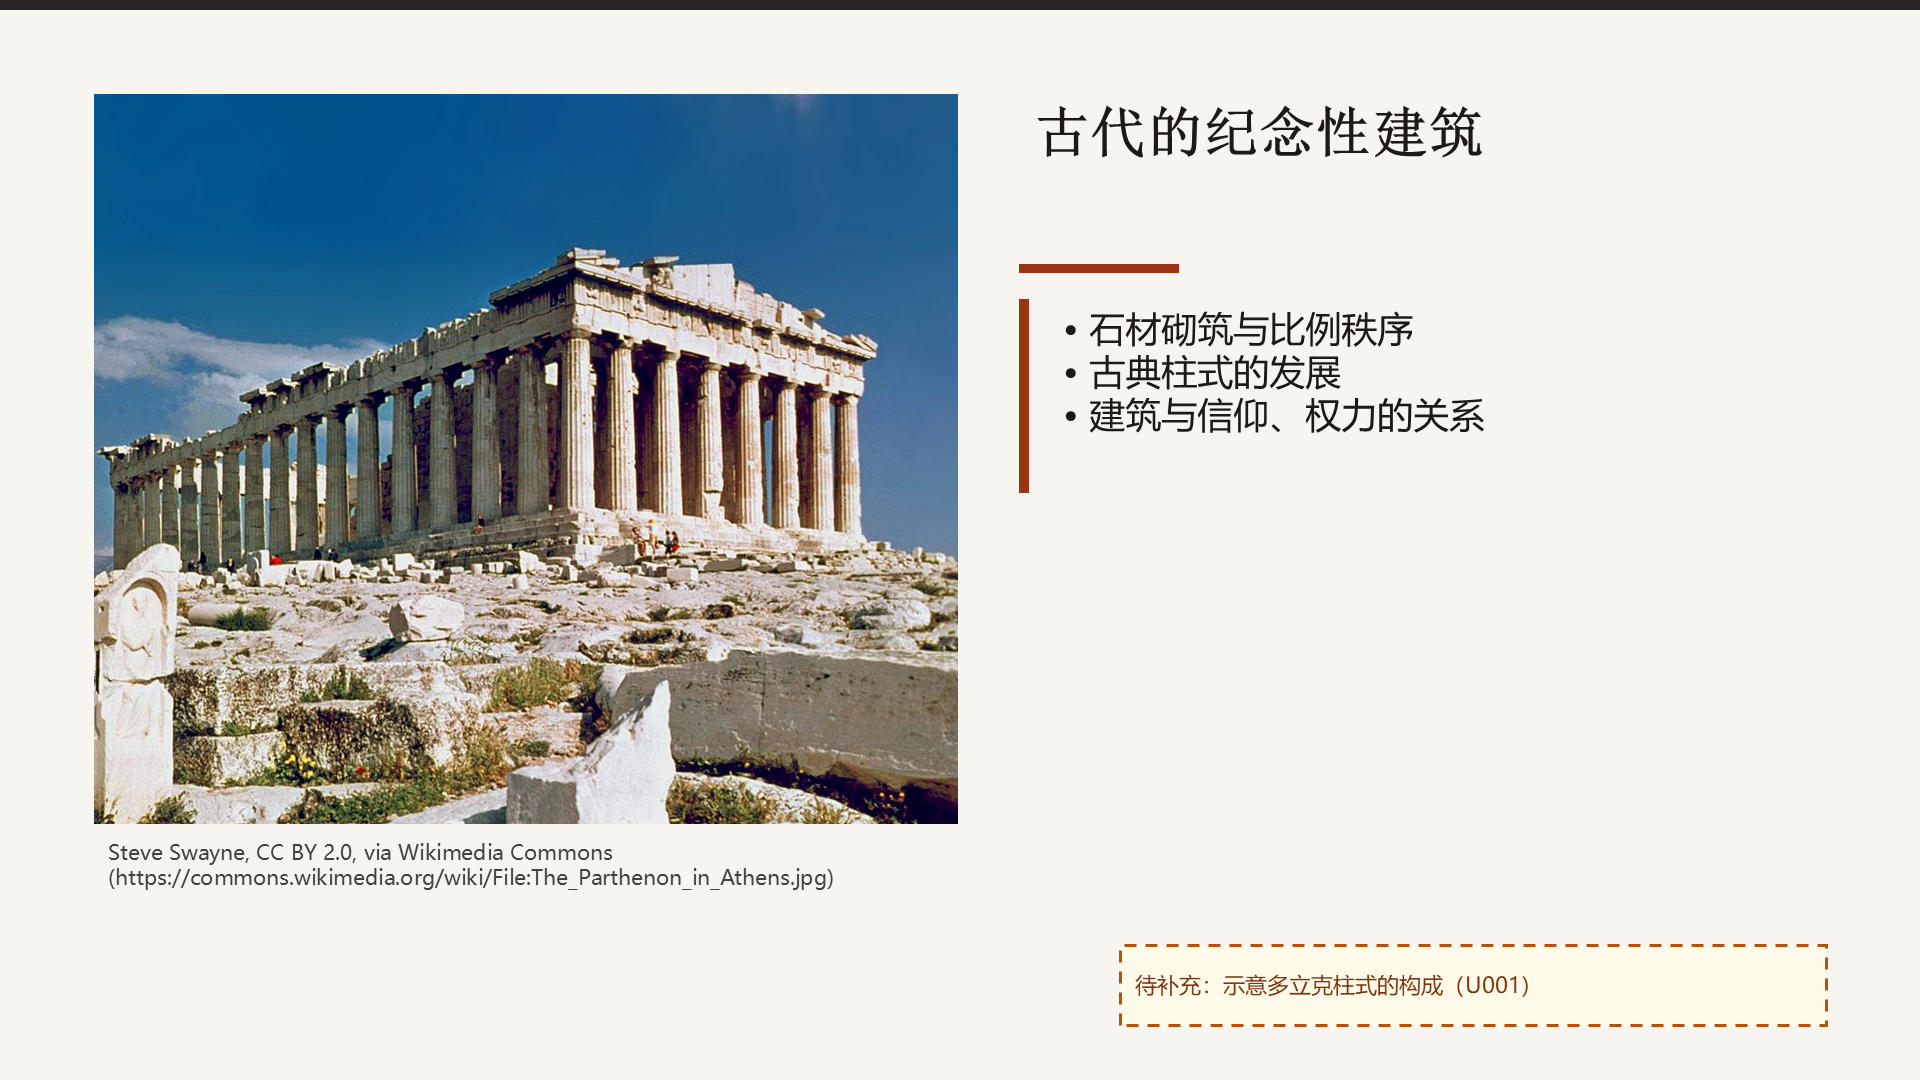 古代的纪念性建筑
• 石材砌筑与比例秩序
• 古典柱式的发展
• 建筑与信仰、权力的关系
Steve Swayne, CC BY 2.0, via Wikimedia Commons
(https://commons.wikimedia.org/wiki/File:The_Parthenon_in_Athens.jpg)
待补充：示意多立克柱式的构成（U001）